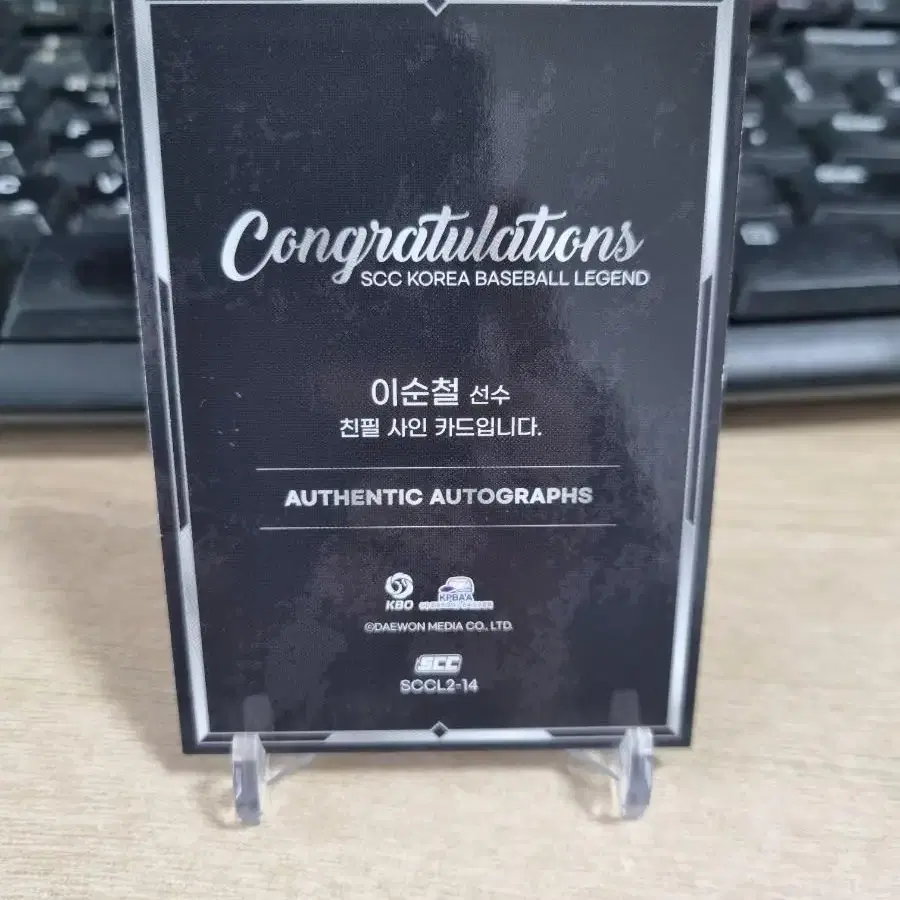 Congratulations
SCC KOREA BASEBALL LEGEND
이순철 선수
친필 사인 카드입니다.
AUTHENTIC AUTOGRAPHS
KBO KPBAA
©DAEWON MEDIA CO., LTD.
SCC
SCCL2-14